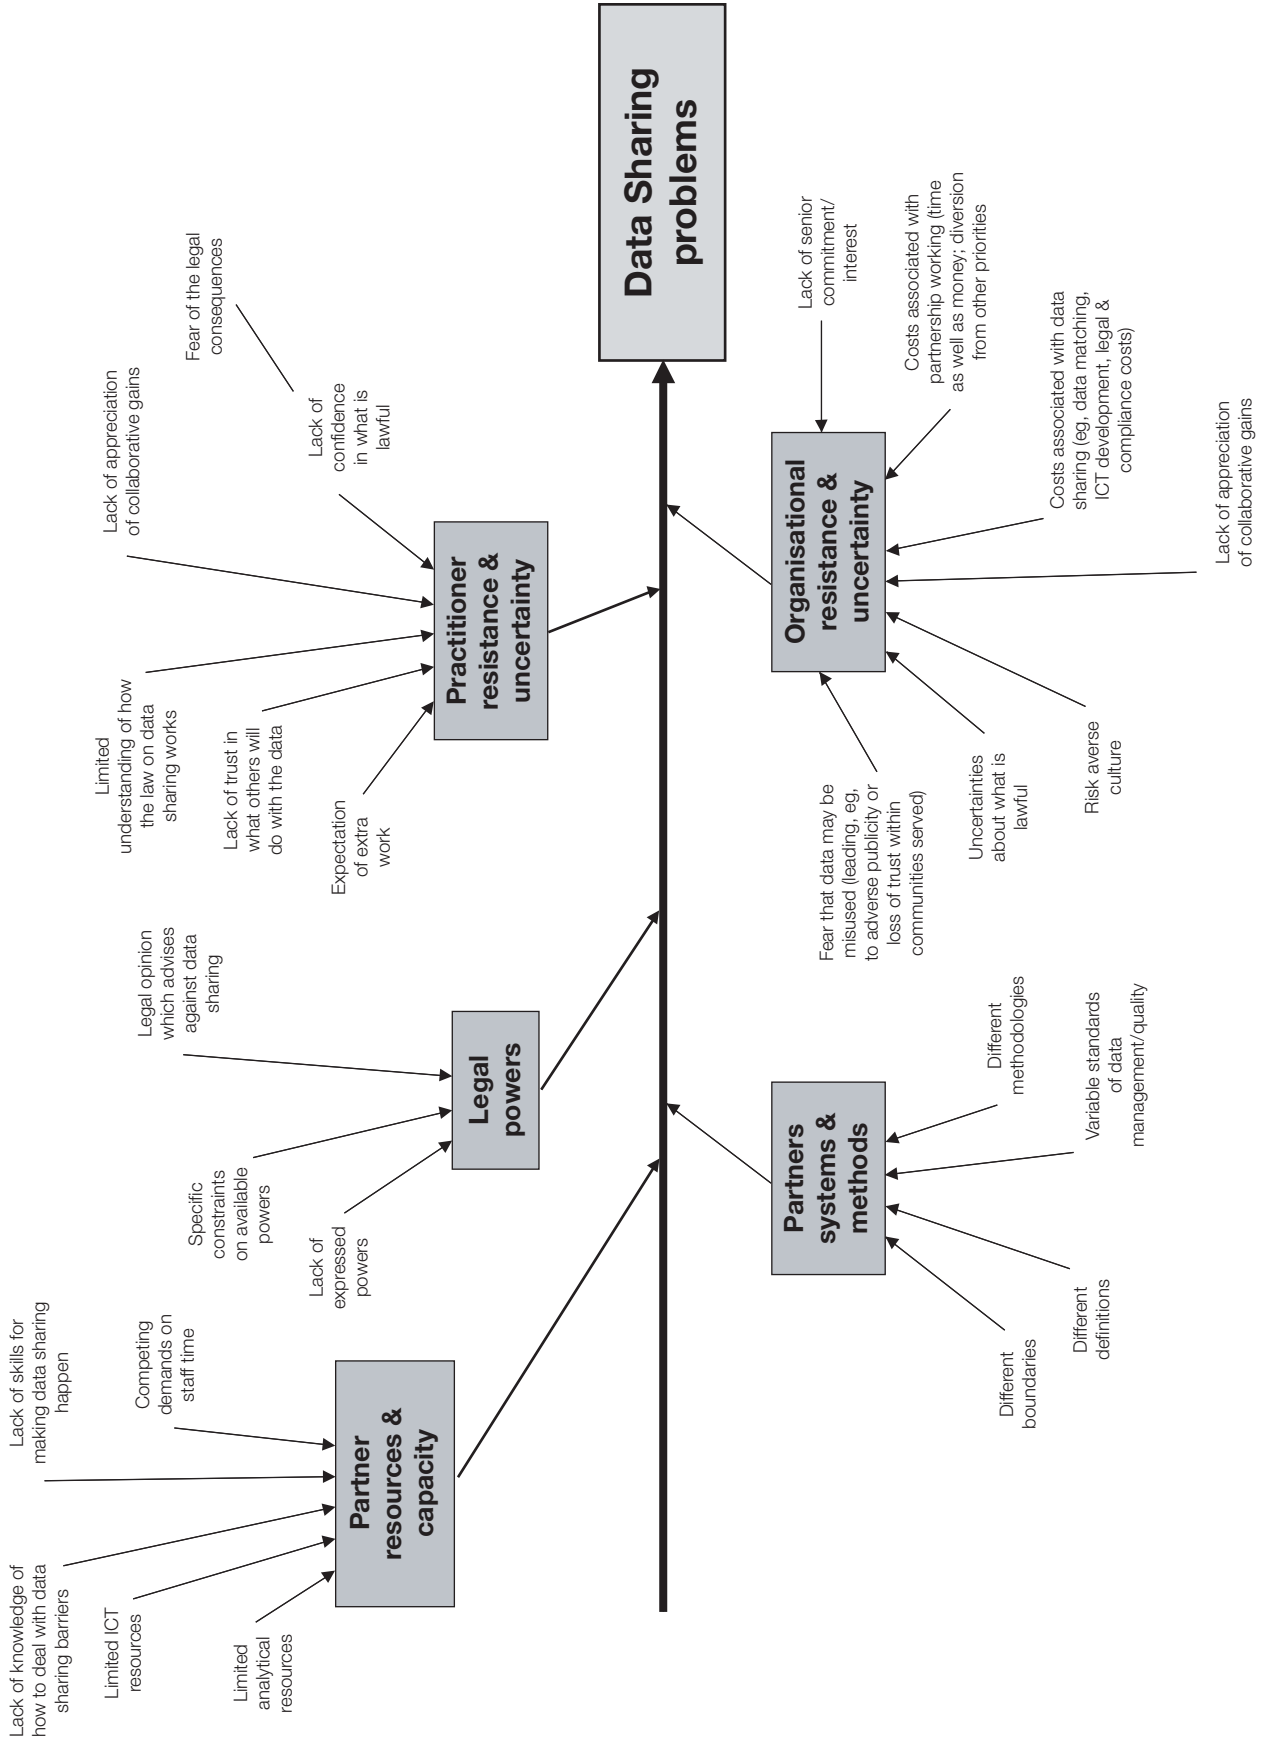 Lack of knowledge of
how to deal with data
sharing barriers
Limited ICT
resources
Limited
analytical
resources
Lack of skills for
making data sharing
happen
Competing
demands on
staff time
Partner
resources &
capacity
Specific
constraints
on available
powers
Lack of
expressed
powers
Legal opinion
which advises
against data
sharing
Legal
powers
Limited
understanding of how
the law on data
sharing works
Lack of trust in
what others will
do with the data
Expectation
of extra
work
Lack of appreciation
of collaborative gains
Fear of the legal
consequences
Lack of
confidence
in what is
lawful
Practitioner
resistance &
uncertainty
Data Sharing
problems
Partners
systems &
methods
Different
boundaries
Different
definitions
Different
methodologies
Variable standards
of data
management/quality
Organisational
resistance &
uncertainty
Fear that data may be
misused (leading, eg,
to adverse publicity or
loss of trust within
communities served)
Uncertainties
about what is
lawful
Risk averse
culture
Lack of senior
commitment/
interest
Costs associated with
partnership working (time
as well as money; diversion
from other priorities
Costs associated with data
sharing (eg, data matching,
ICT development, legal &
compliance costs)
Lack of appreciation
of collaborative gains